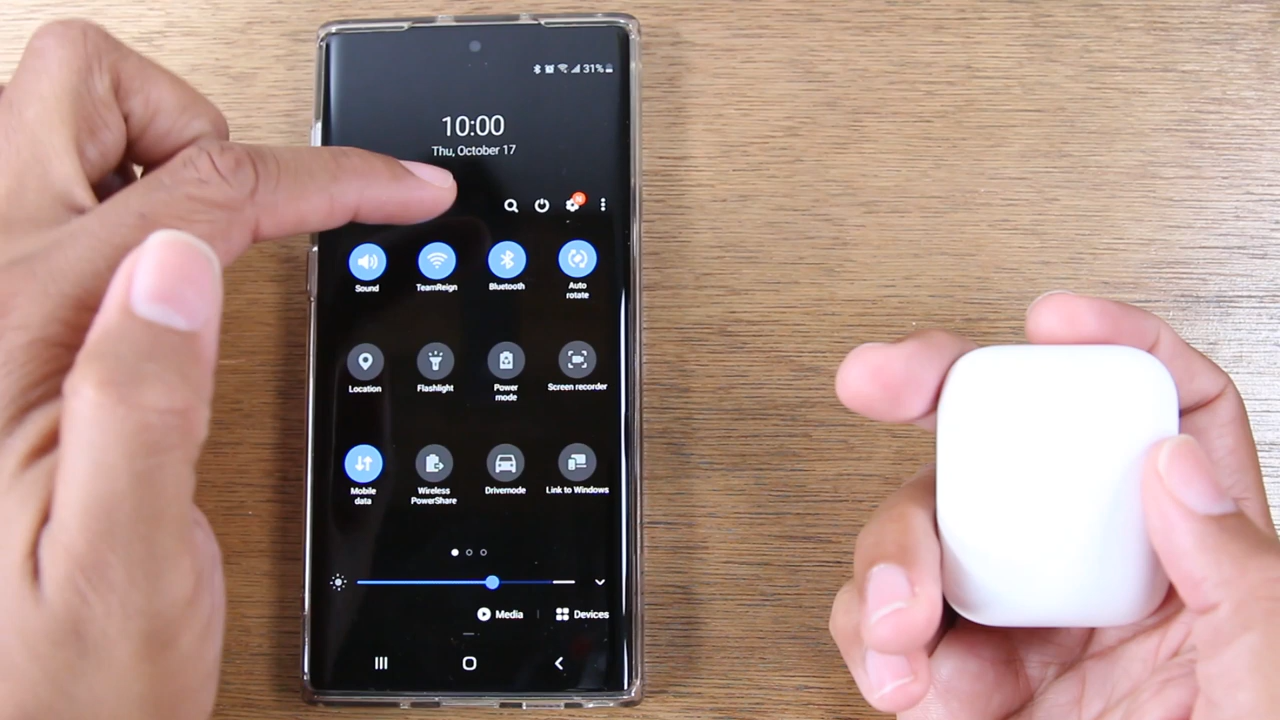 31%
10:00
Thu, October 17
N
Sound
TeamReign
Bluetooth
Auto
rotate
Location
Flashlight
Power
mode
Screen recorder
Mobile
data
Wireless
PowerShare
Drivemode
Link to Windows
Media
Devices